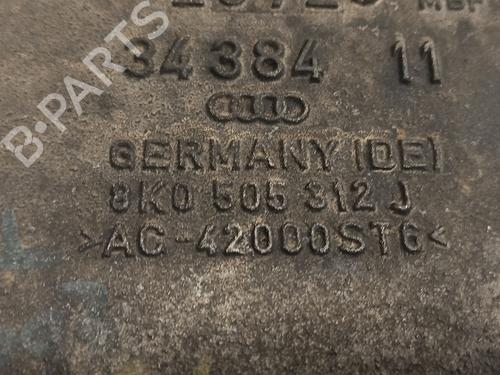 34 384 11
GERMANY (DE)
8K0 505 312 J
>AC-42000ST6<
B-PARTS